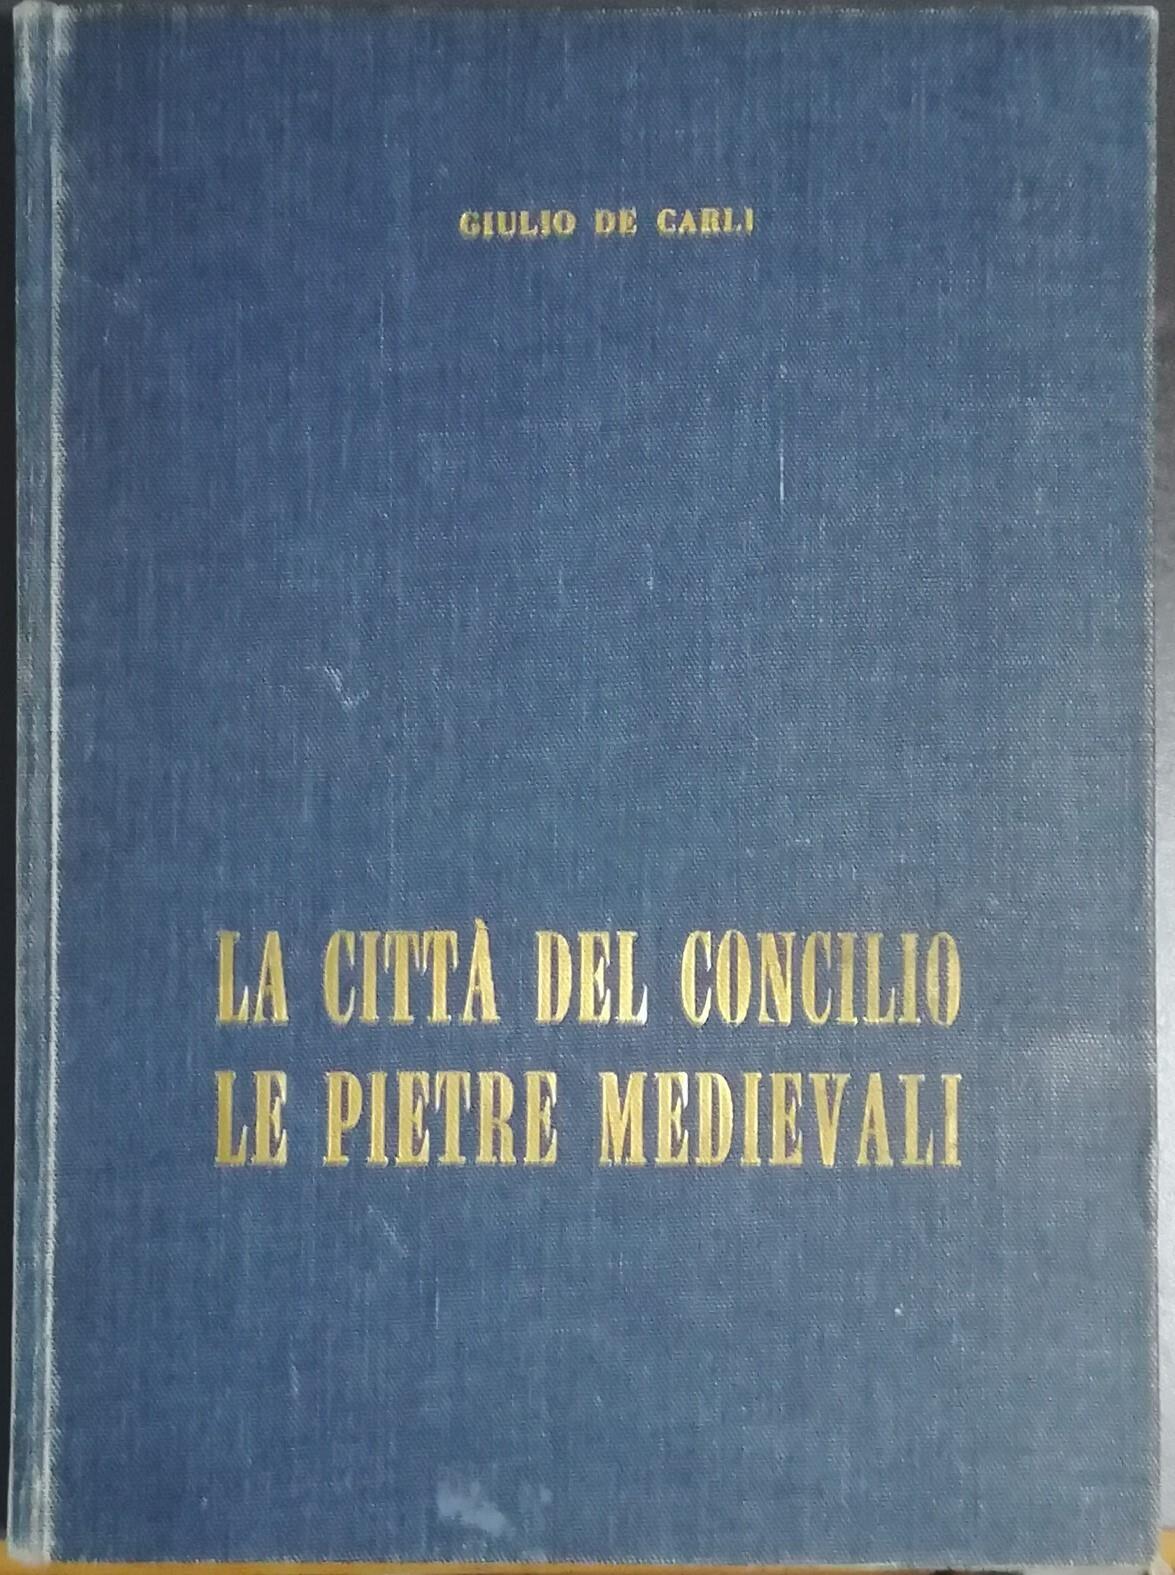 GIULIO DE CARLI
LA CITTÀ DEL CONCILIO
LE PIETRE MEDIEVALI